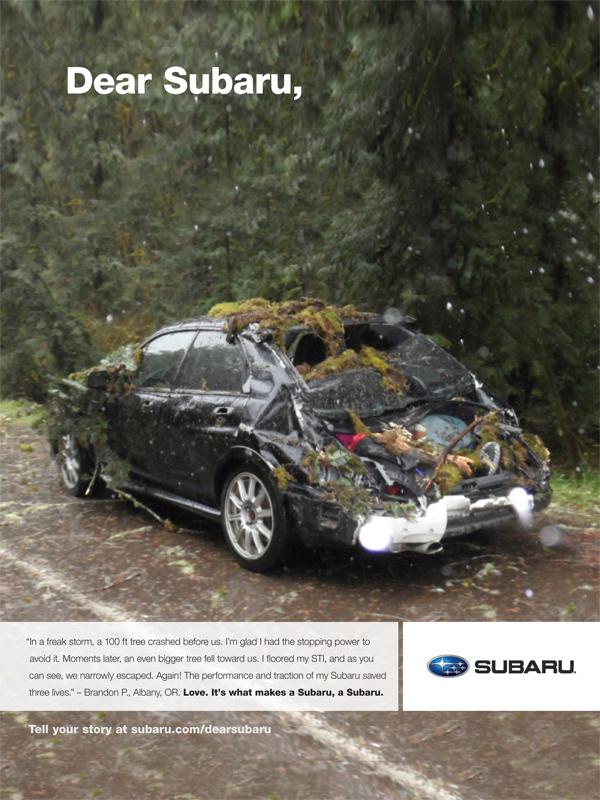 Dear Subaru,
“In a freak storm, a 100 ft tree crashed before us. I’m glad I had the stopping power to
avoid it. Moments later, an even bigger tree fell toward us. I floored my STI, and as you
can see, we narrowly escaped. Again! The performance and traction of my Subaru saved
three lives.” – Brandon P., Albany, OR. Love. It’s what makes a Subaru, a Subaru.
SUBARU.
Tell your story at subaru.com/dearsubaru